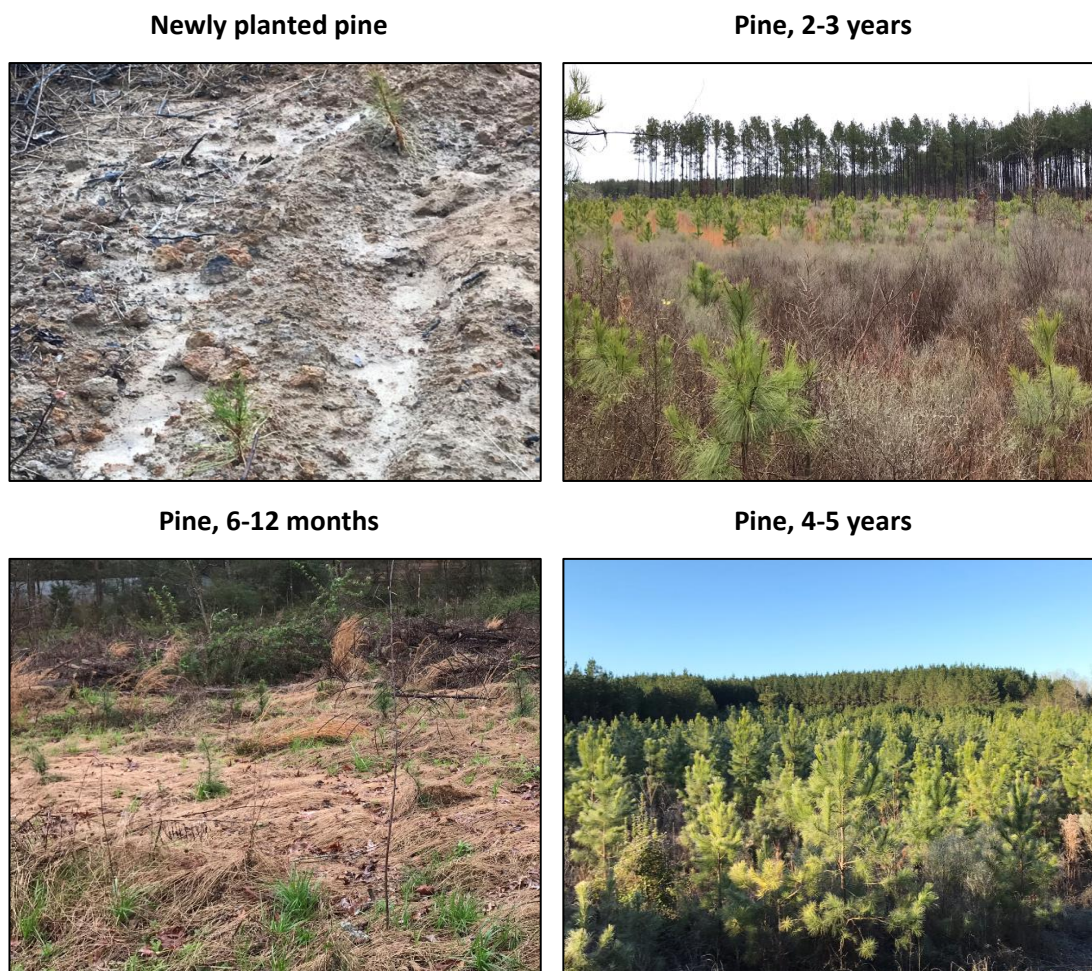 Newly planted pine
Pine, 2-3 years
Pine, 6-12 months
Pine, 4-5 years